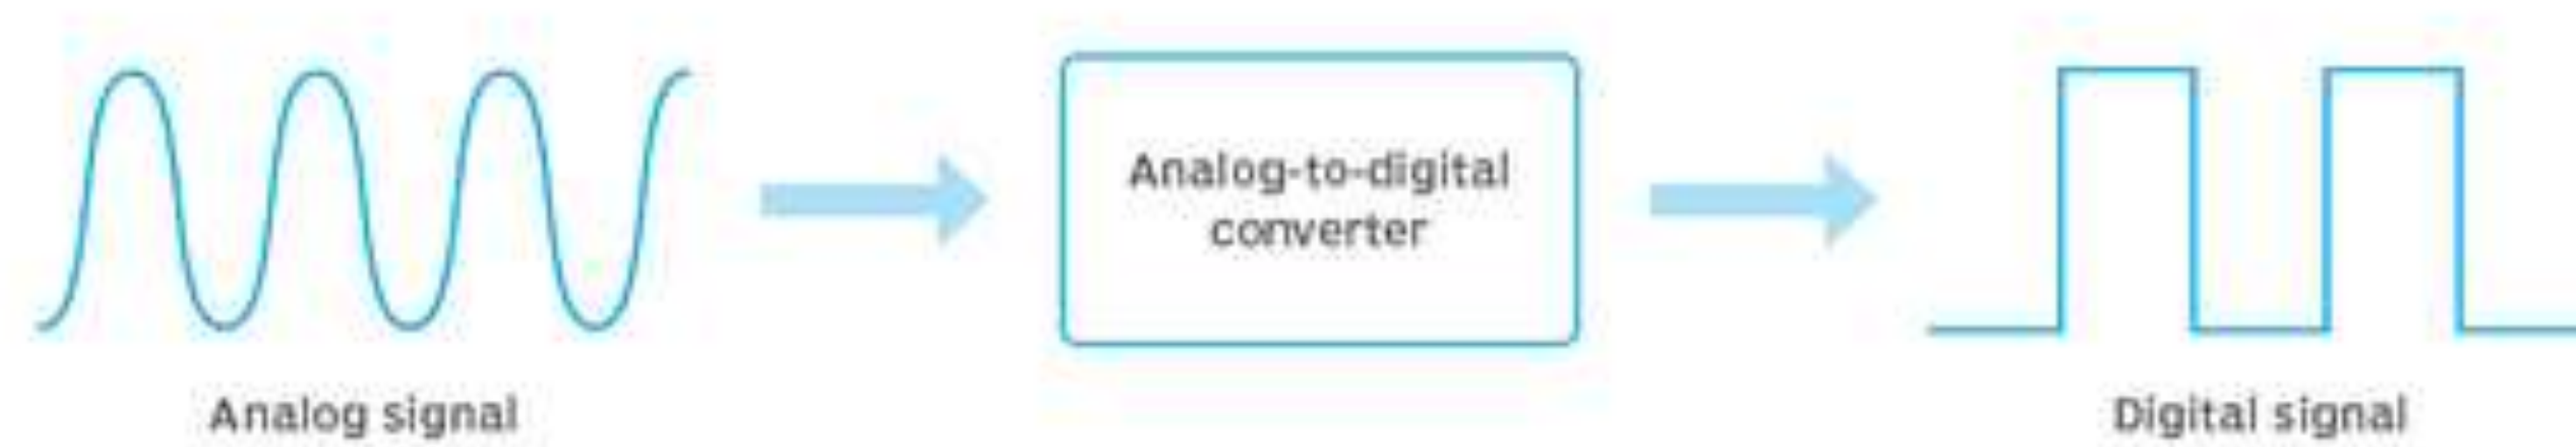 Analog-to-digital
converter
Analog signal
Digital signal